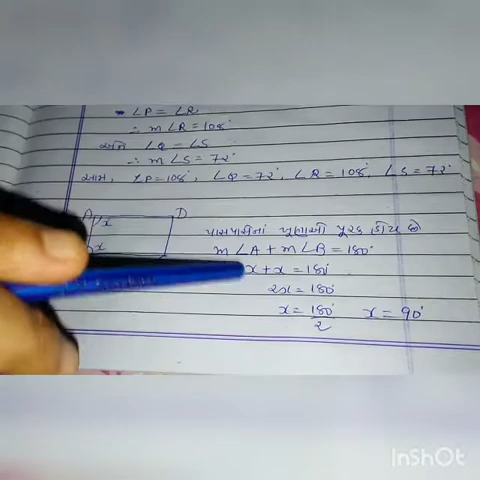 ∠P = ∠R
∴ m∠R = 108°
અને ∠Q = ∠S
∴ m∠S = 72°
આમ, ∠P = 108°, ∠Q = 72°, ∠R = 108°, ∠S = 72°
A D
x
x
પાસપાસેના ખૂણાઓ પૂરક હોય છે
m∠A + m∠B = 180°
x + x = 180°
2x = 180°
x = 180°/2 x = 90°
InShOt